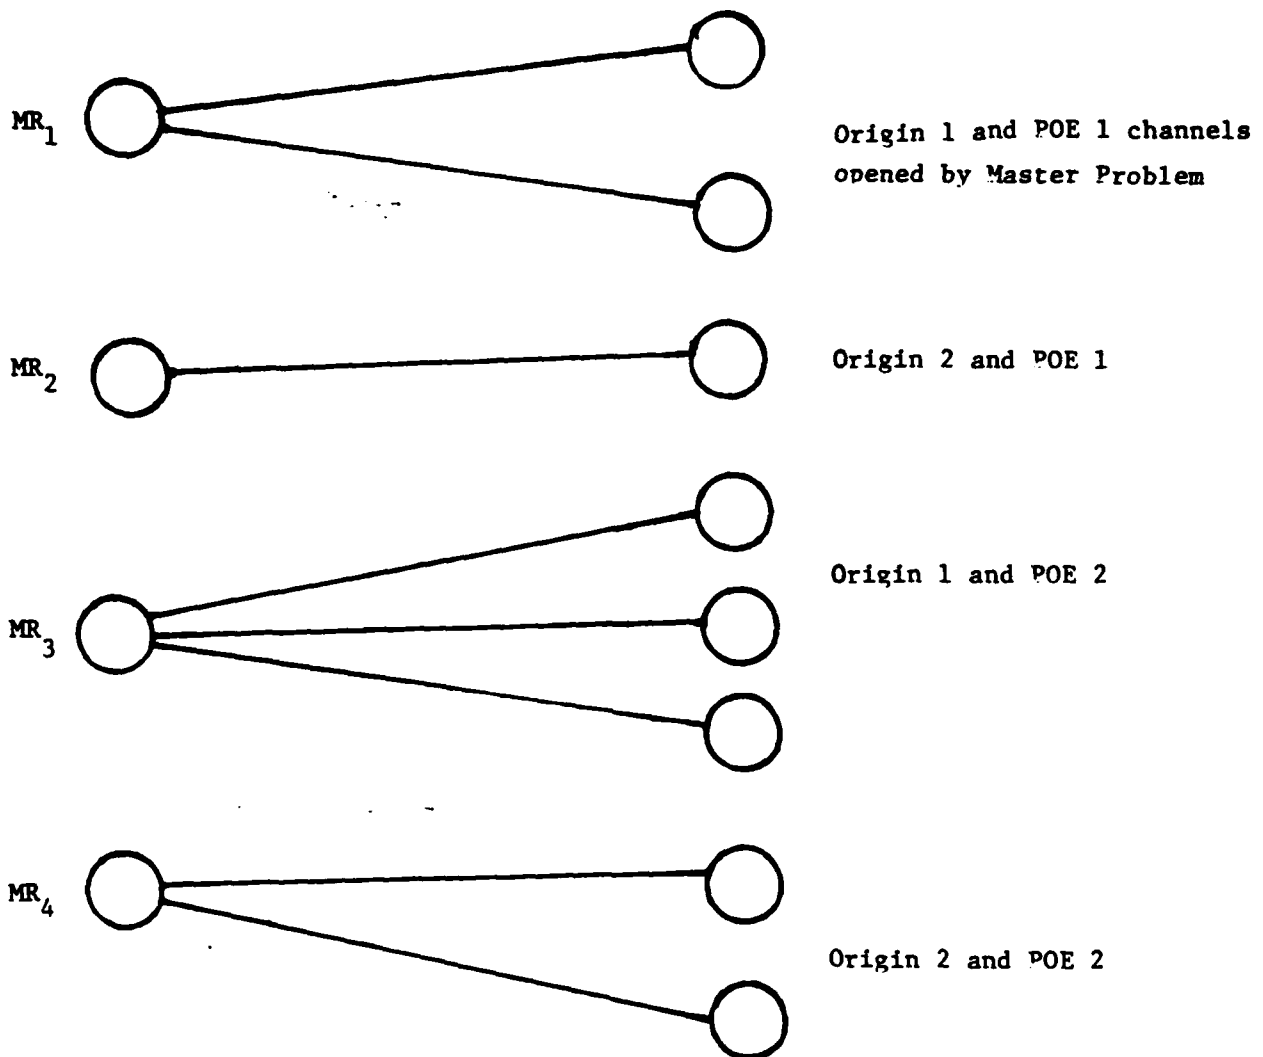 MR1
Origin 1 and POE 1 channels
opened by Master Problem
MR2
Origin 2 and POE 1
MR3
Origin 1 and POE 2
MR4
Origin 2 and POE 2